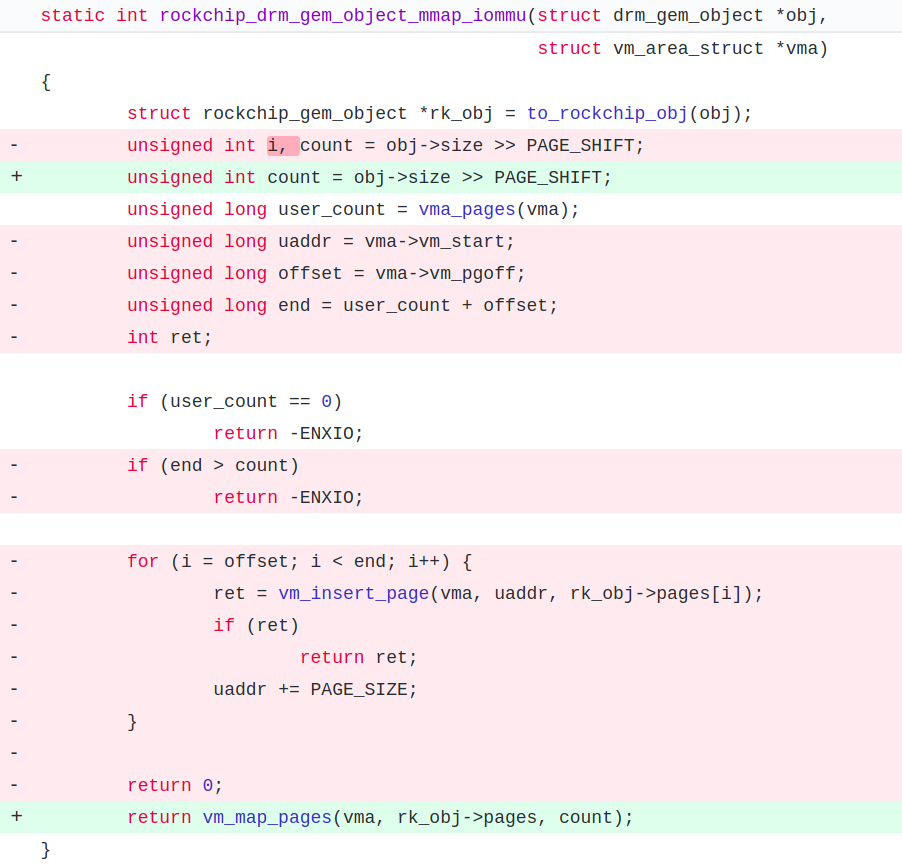 static int rockchip_drm_gem_object_mmap_iommu(struct drm_gem_object *obj,
                                              struct vm_area_struct *vma)
{
        struct rockchip_gem_object *rk_obj = to_rockchip_obj(obj);
-       unsigned int i, count = obj->size >> PAGE_SHIFT;
+       unsigned int count = obj->size >> PAGE_SHIFT;
        unsigned long user_count = vma_pages(vma);
-       unsigned long uaddr = vma->vm_start;
-       unsigned long offset = vma->vm_pgoff;
-       unsigned long end = user_count + offset;
-       int ret;

        if (user_count == 0)
                return -ENXIO;
-       if (end > count)
-               return -ENXIO;

-       for (i = offset; i < end; i++) {
-               ret = vm_insert_page(vma, uaddr, rk_obj->pages[i]);
-               if (ret)
-                       return ret;
-               uaddr += PAGE_SIZE;
-       }
-
-       return 0;
+       return vm_map_pages(vma, rk_obj->pages, count);
}